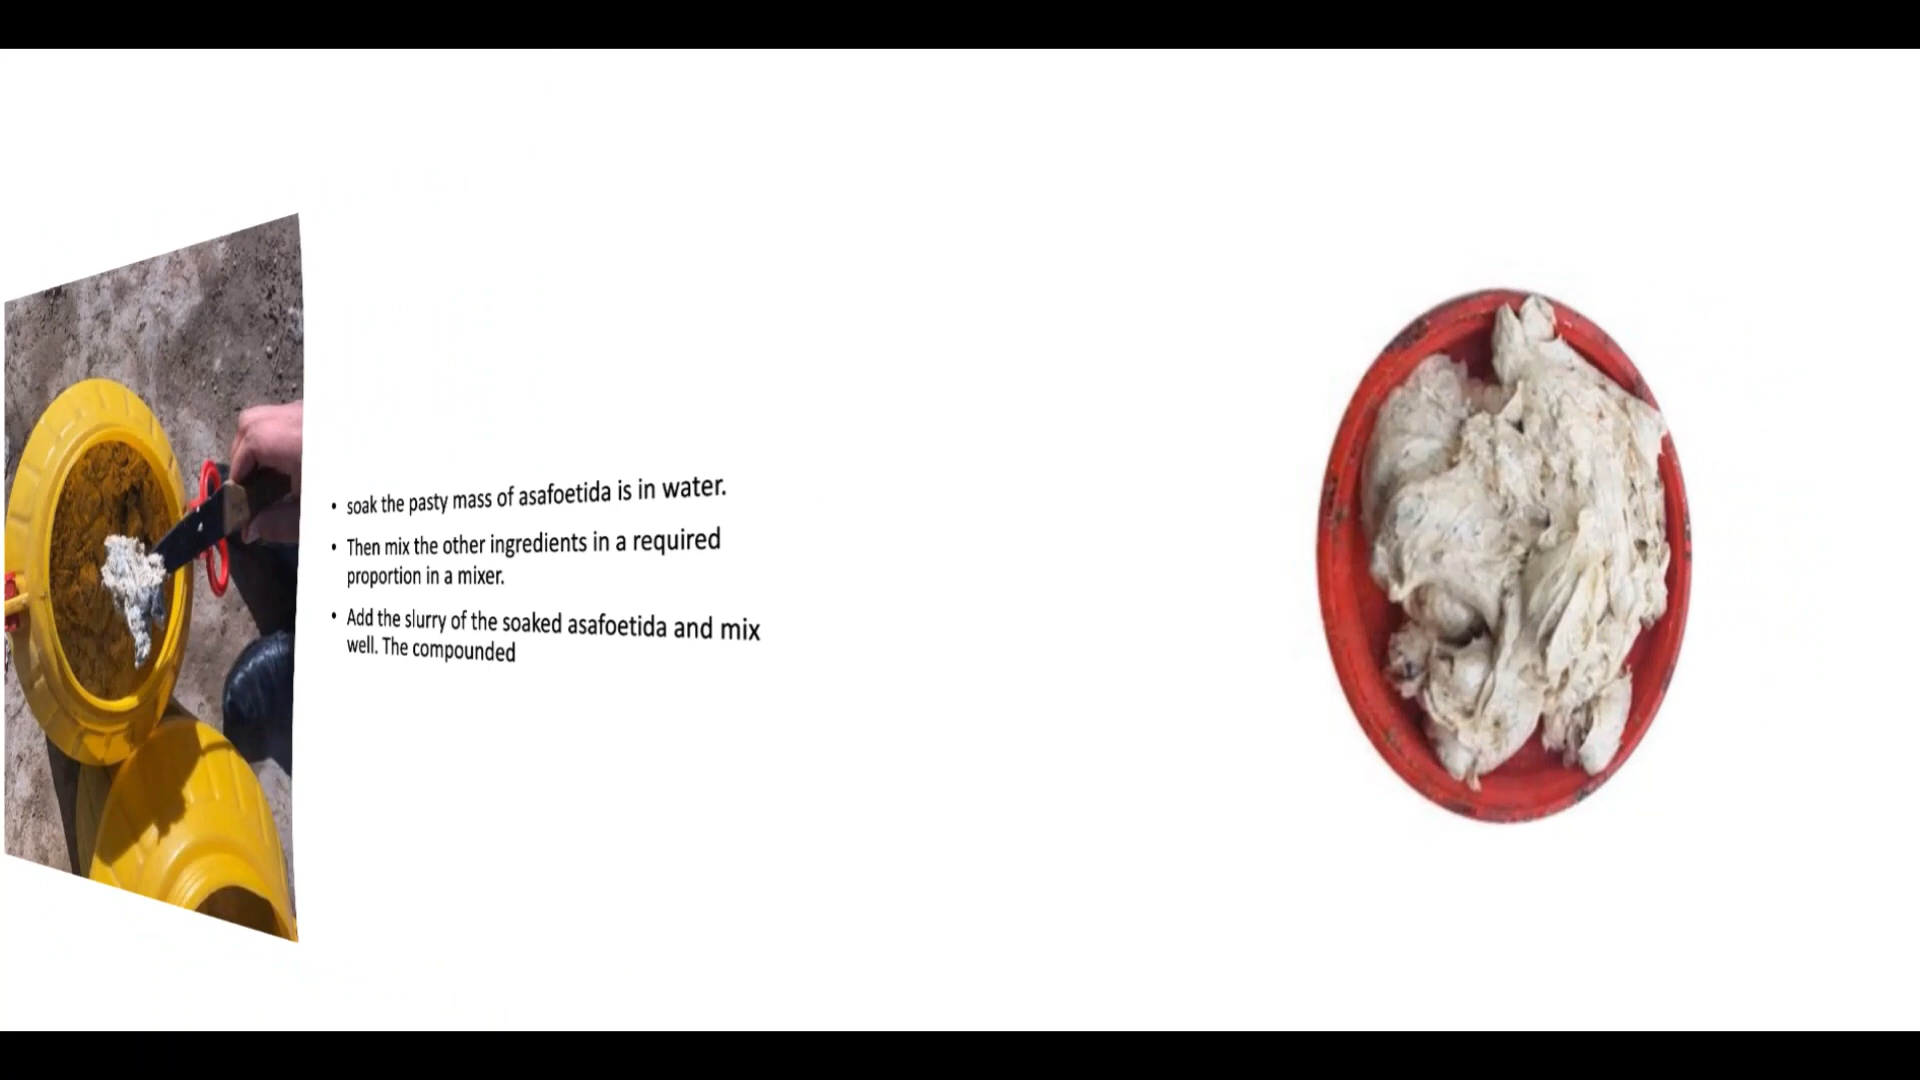 • soak the pasty mass of asafoetida is in water.
• Then mix the other ingredients in a required
proportion in a mixer.
• Add the slurry of the soaked asafoetida and mix
well. The compounded